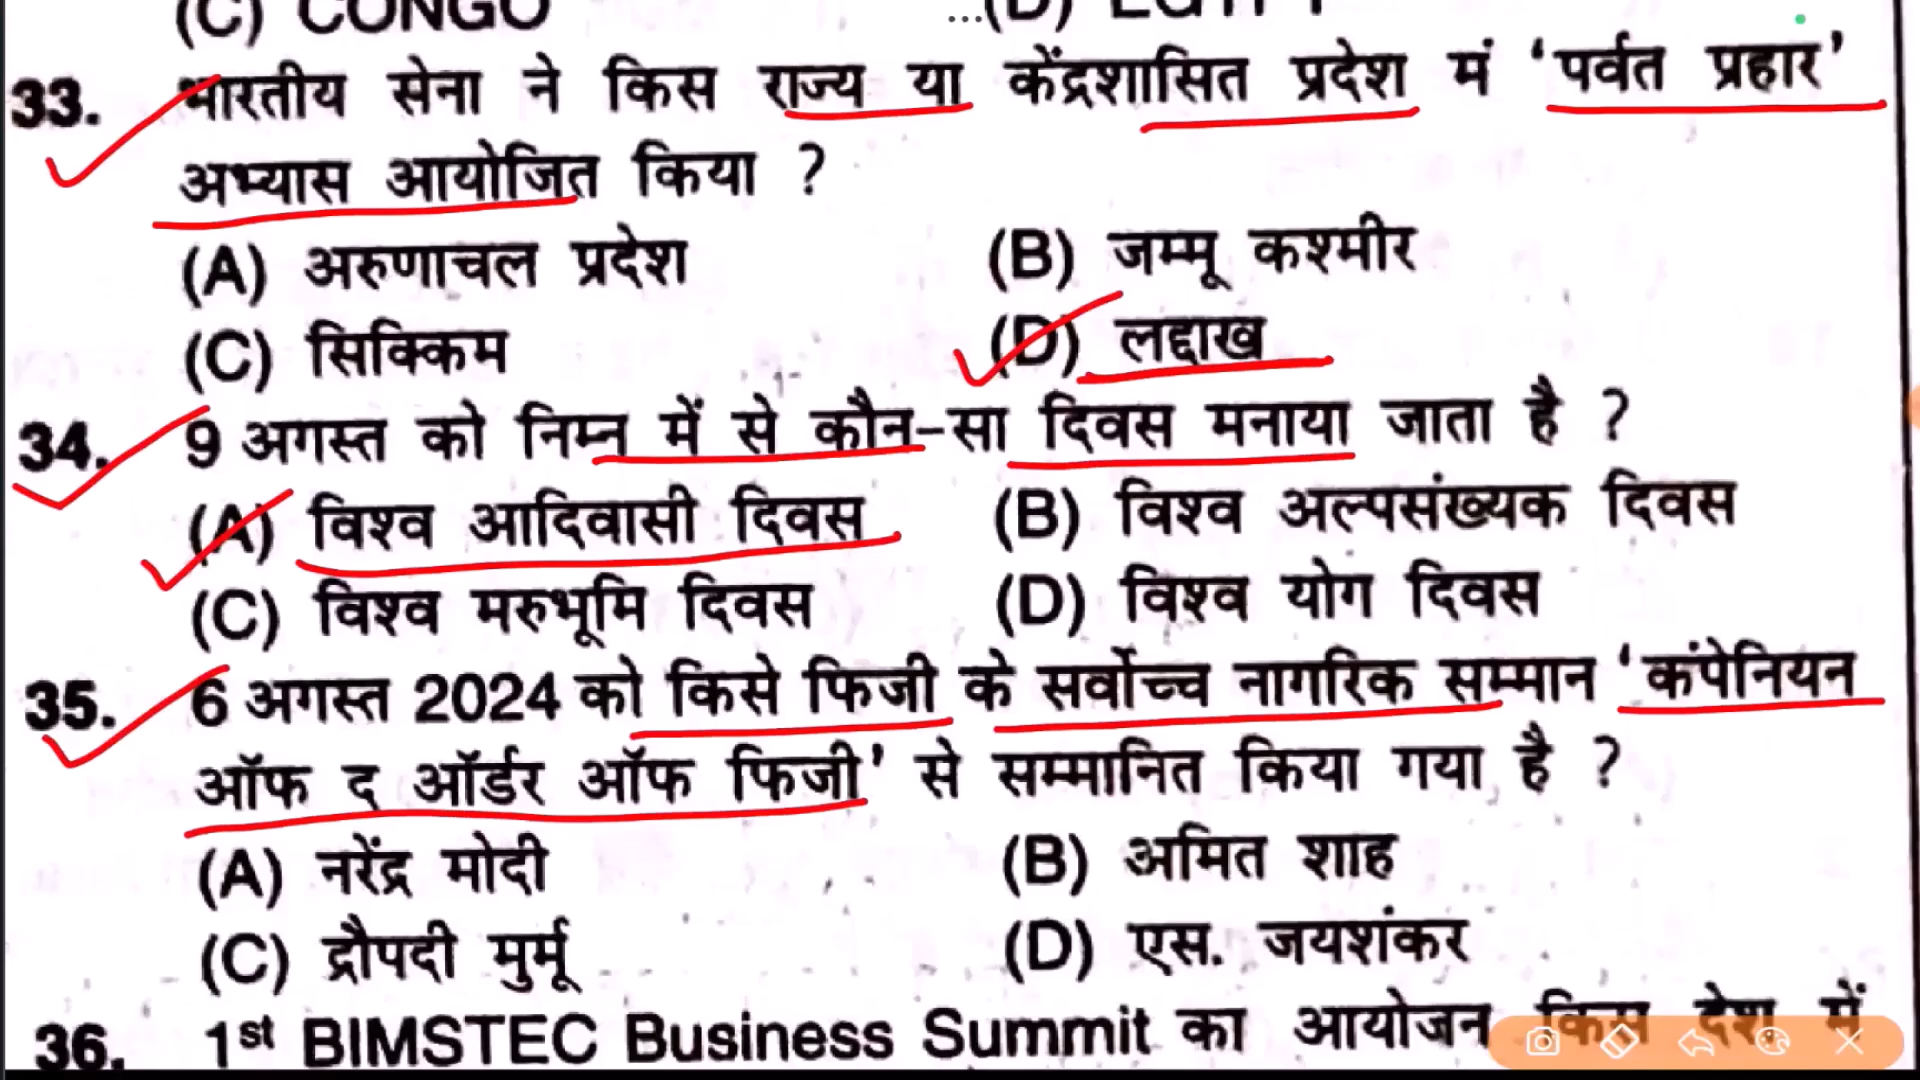 (C) CONGO ...(D) EGYPT
33. भारतीय सेना ने किस राज्य या केंद्रशासित प्रदेश मं ‘पर्वत प्रहार’
अभ्यास आयोजित किया ?
(A) अरुणाचल प्रदेश (B) जम्मू कश्मीर
(C) सिक्किम (D) लद्दाख
34. 9 अगस्त को निम्न में से कौन-सा दिवस मनाया जाता है ?
(A) विश्व आदिवासी दिवस (B) विश्व अल्पसंख्यक दिवस
(C) विश्व मरुभूमि दिवस (D) विश्व योग दिवस
35. 6 अगस्त 2024 को किसे फिजी के सर्वोच्च नागरिक सम्मान ‘कंपेनियन
ऑफ द ऑर्डर ऑफ फिजी’ से सम्मानित किया गया है ?
(A) नरेंद्र मोदी (B) अमित शाह
(C) द्रौपदी मुर्मू (D) एस. जयशंकर
36. 1st BIMSTEC Business Summit का आयोजन किस देश में